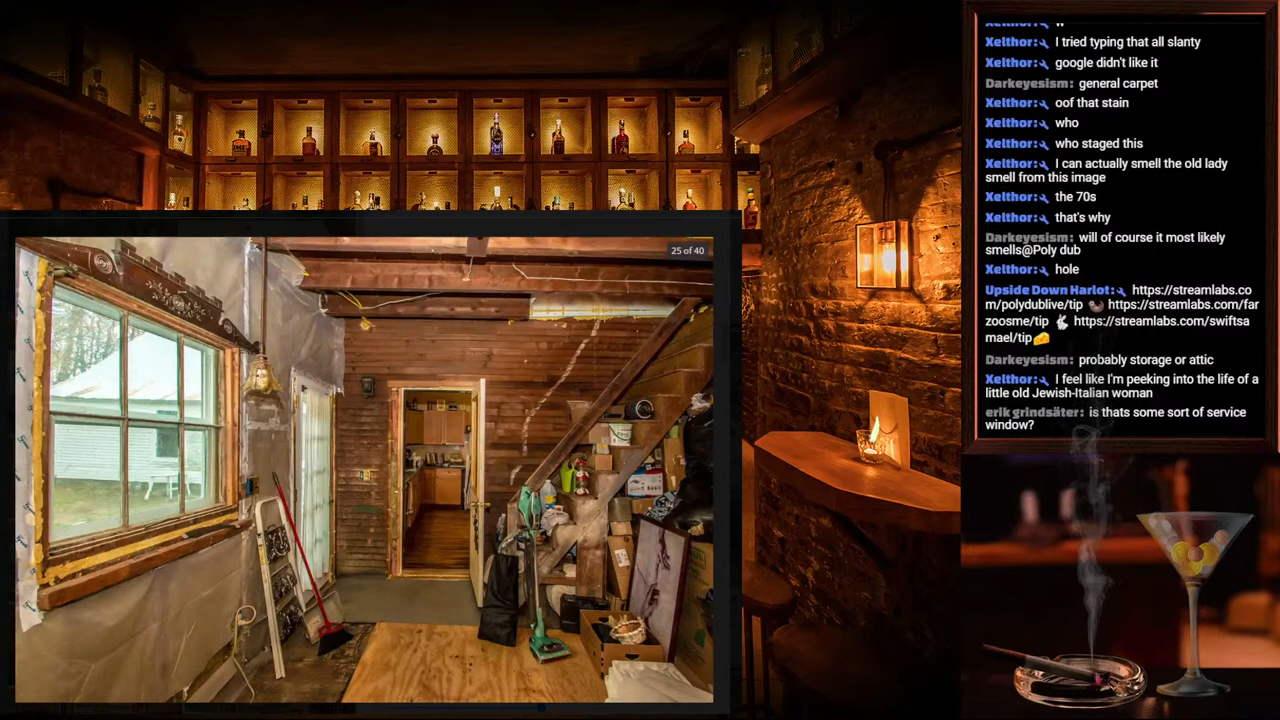 Xelthor: I tried typing that all slanty
Xelthor: google didn't like it
Darkeyesism: general carpet
Xelthor: oof that stain
Xelthor: who
Xelthor: who staged this
Xelthor: I can actually smell the old lady
smell from this image
Xelthor: the 70s
Xelthor: that's why
Darkeyesism: will of course it most likely
smells@Poly dub
Xelthor: hole
Upside Down Harlot: https://streamlabs.co
m/polydublive/tip https://streamlabs.com/far
zoosme/tip https://streamlabs.com/swiftsa
mael/tip
Darkeyesism: probably storage or attic
Xelthor: I feel like I'm peeking into the life of a
little old Jewish-Italian woman
erik grindsäter: is thats some sort of service
window?
25 of 40